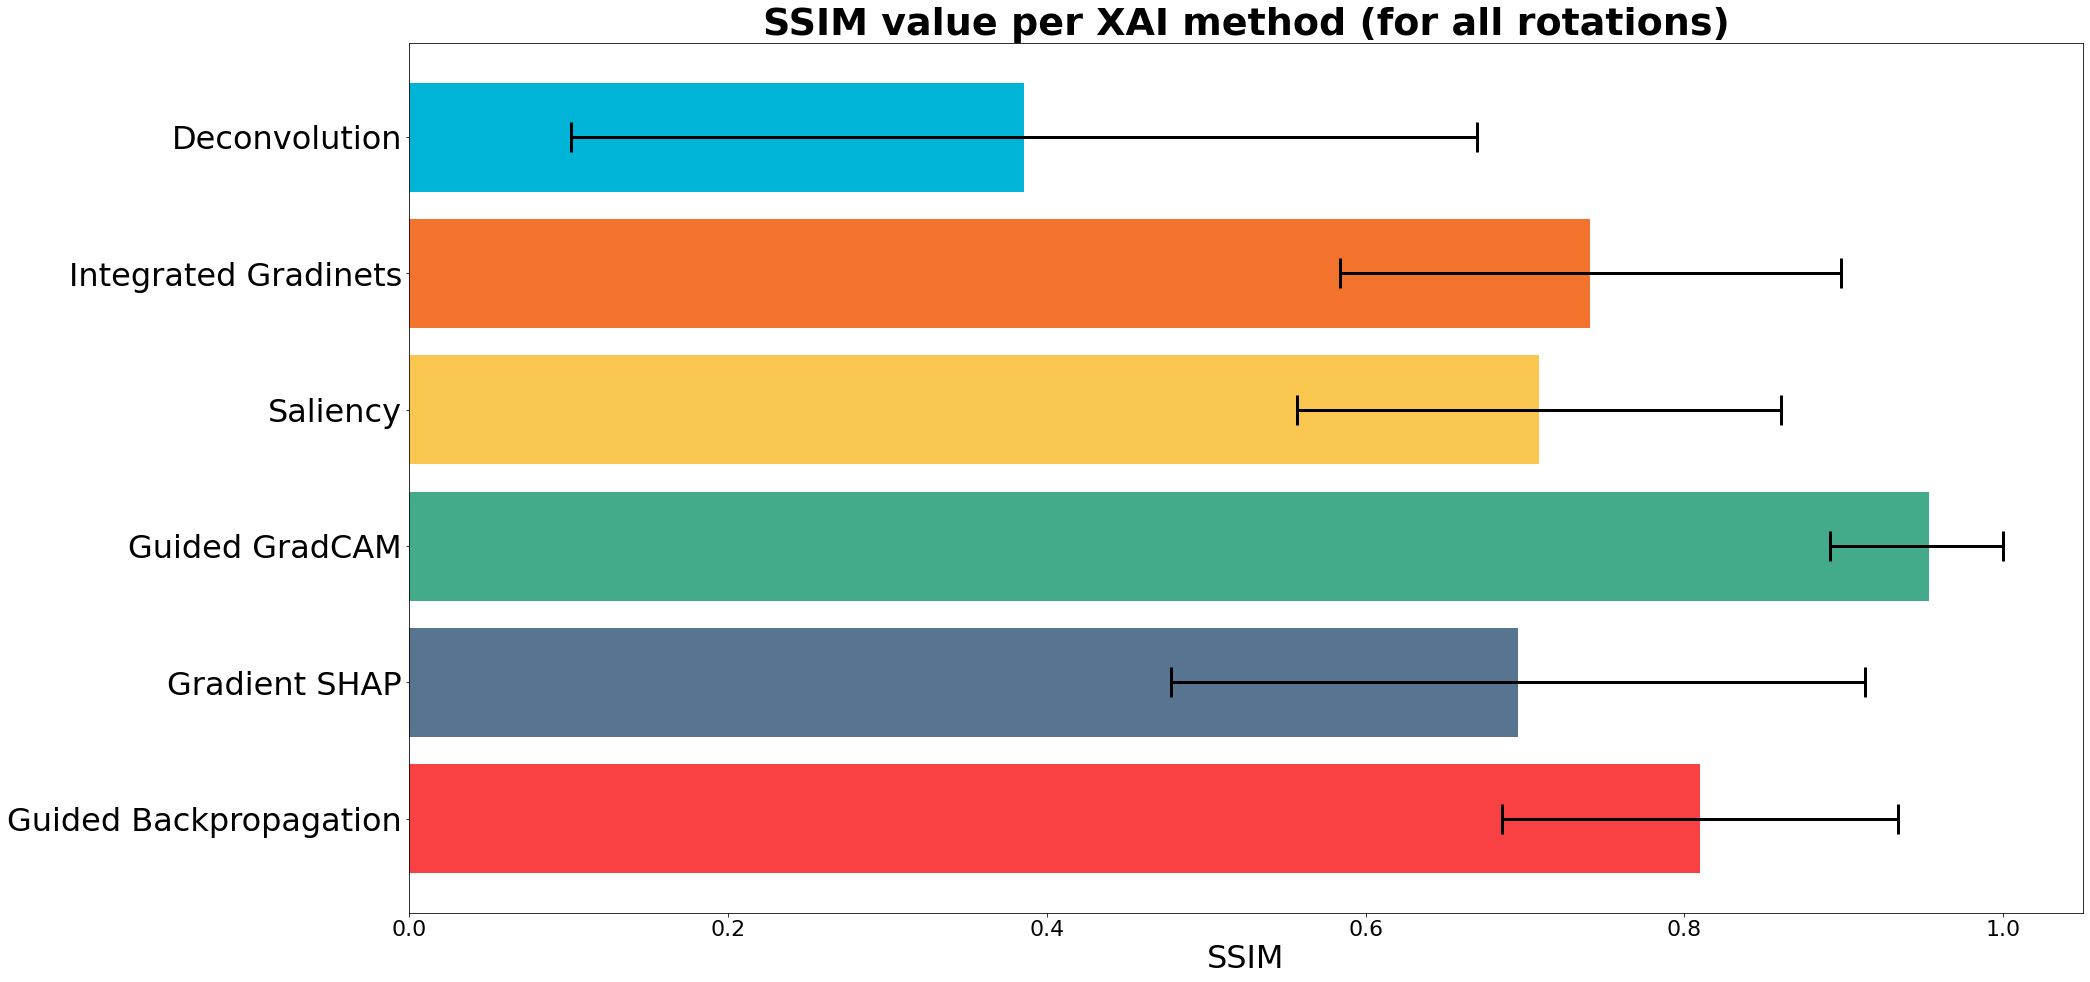 SSIM value per XAI method (for all rotations)
Deconvolution
Integrated Gradinets
Saliency
Guided GradCAM
Gradient SHAP
Guided Backpropagation
0.0 0.2 0.4 0.6 0.8 1.0
SSIM